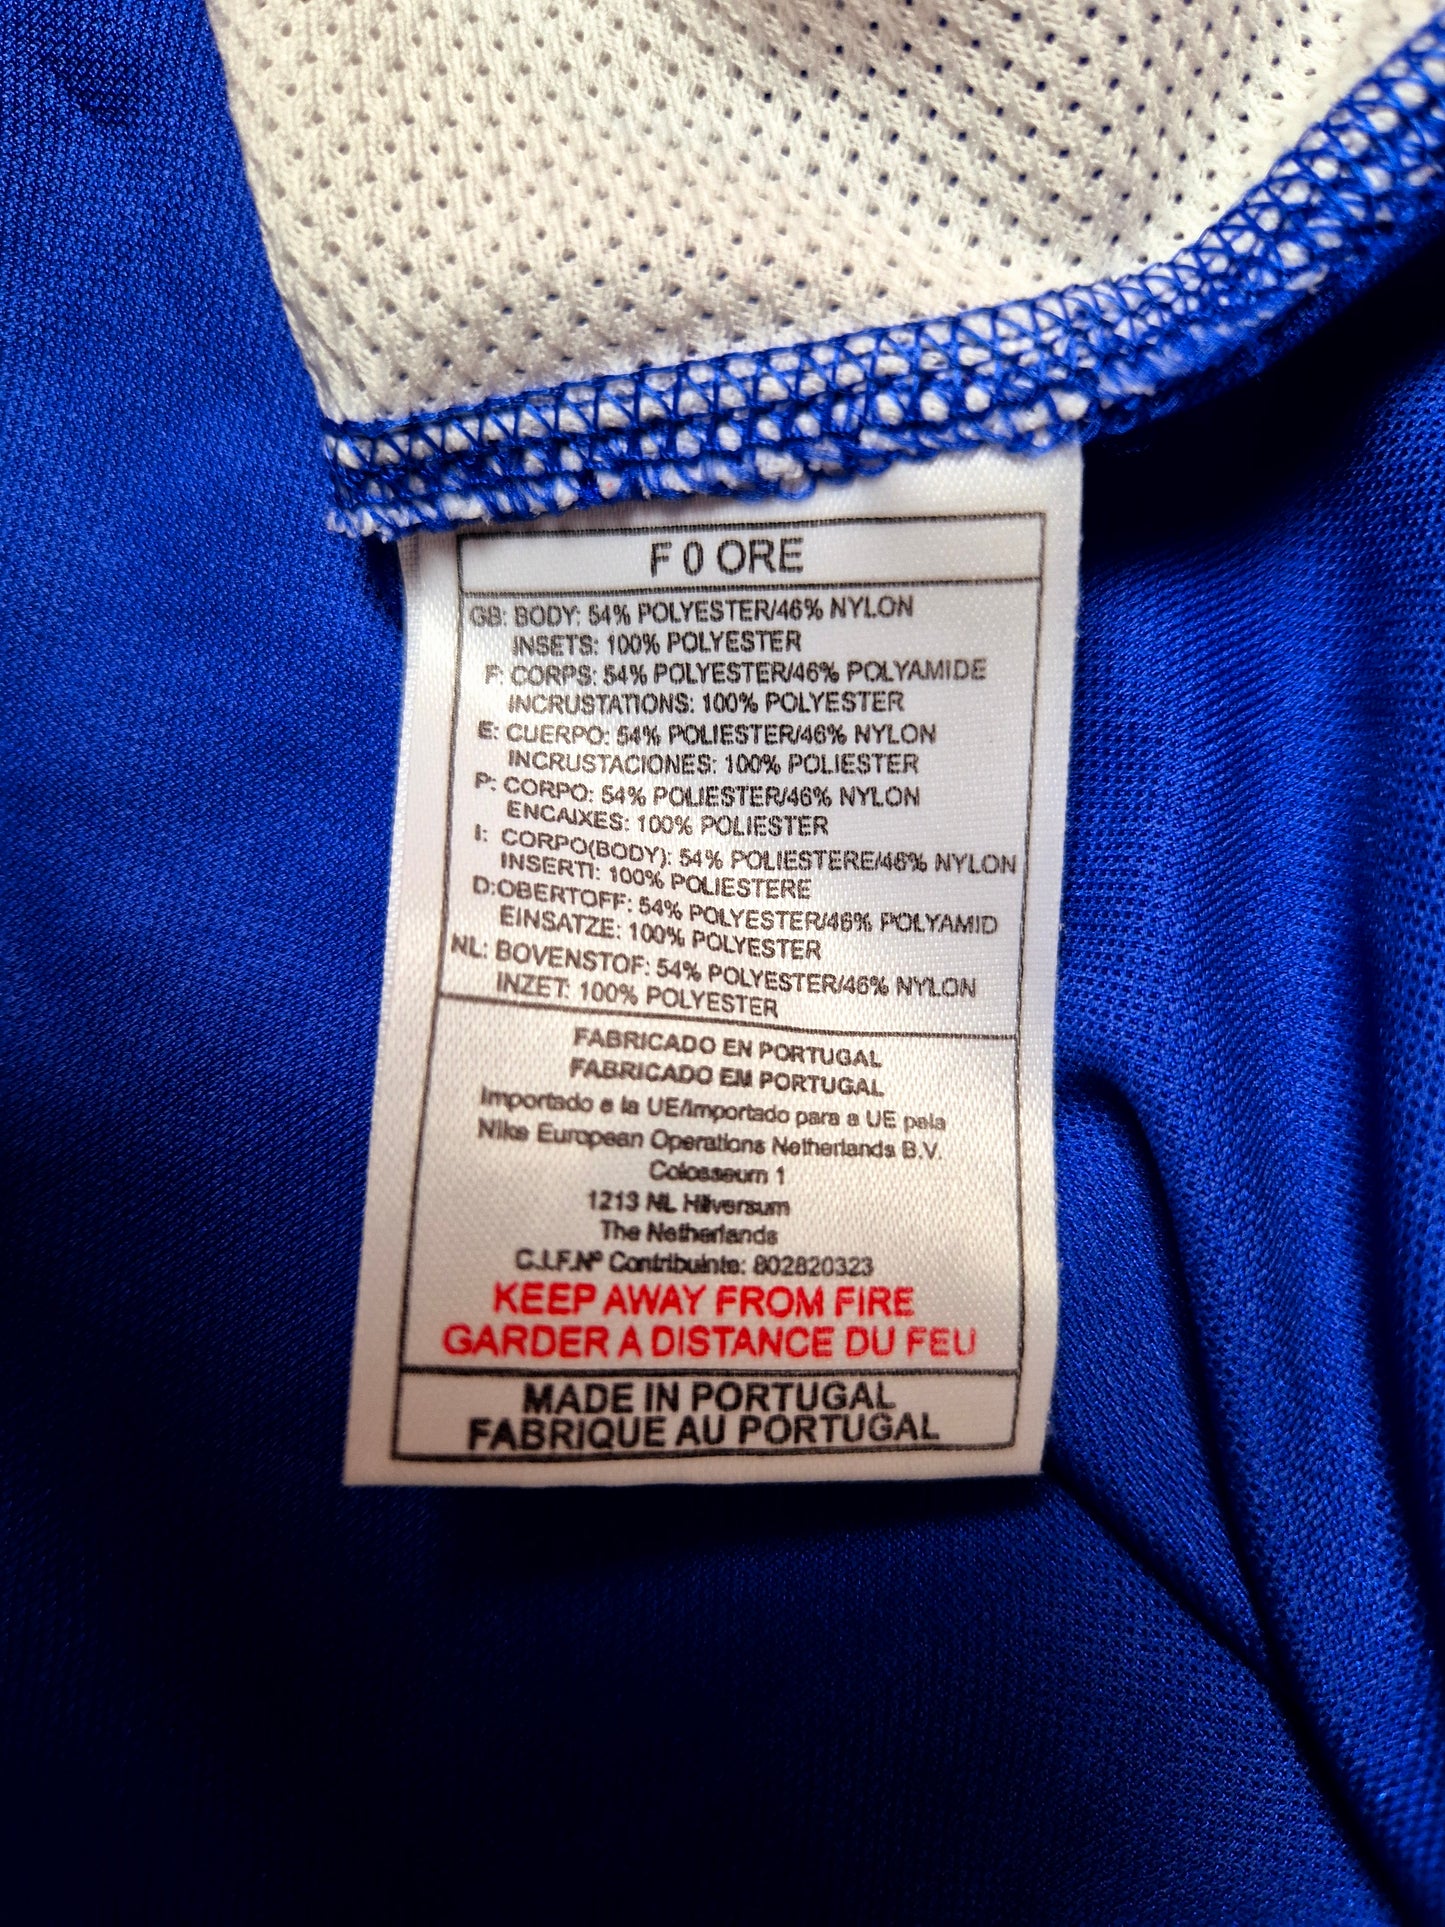 F 0 ORE
GB: BODY: 54% POLYESTER/46% NYLON
INSETS: 100% POLYESTER
F: CORPS: 54% POLYESTER/46% POLYAMIDE
INCRUSTATIONS: 100% POLYESTER
E: CUERPO: 54% POLIESTER/46% NYLON
INCRUSTACIONES: 100% POLIESTER
P: CORPO: 54% POLIESTER/46% NYLON
ENCAIXES: 100% POLIESTER
I: CORPO(BODY): 54% POLIESTERE/46% NYLON
INSERTI: 100% POLIESTERE
D:OBERTOFF: 54% POLYESTER/46% POLYAMID
EINSATZE: 100% POLYESTER
NL: BOVENSTOF: 54% POLYESTER/46% NYLON
INZET: 100% POLYESTER
FABRICADO EN PORTUGAL
FABRICADO EM PORTUGAL
Importado e la UE/Importado para a UE pela
Nike European Operations Netherlands B.V.
Colosseum 1
1213 NL Hilversum
The Netherlands
C.I.F.Nº Contribuinte: 802820323
KEEP AWAY FROM FIRE
GARDER A DISTANCE DU FEU
MADE IN PORTUGAL
FABRIQUE AU PORTUGAL